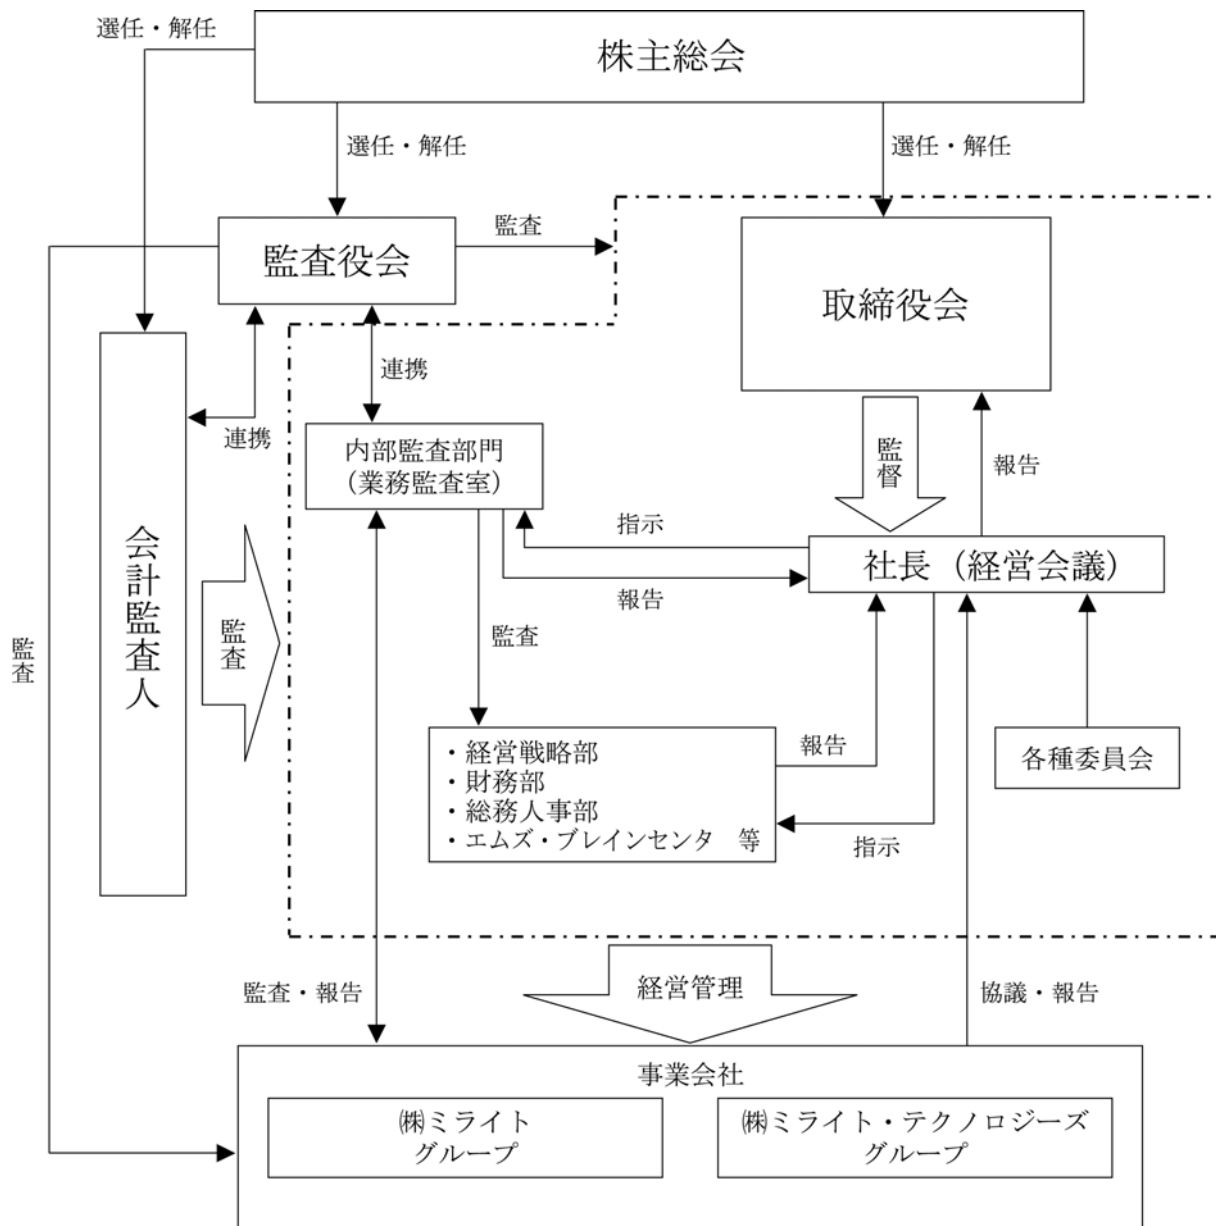 選任・解任
株主総会
選任・解任
選任・解任
監査役会
監査
取締役会
連携
連携
内部監査部門
（業務監査室）
監督
報告
指示
社長（経営会議）
報告
会計監査人
監査
監査
監査
・経営戦略部
・財務部
・総務人事部
・エムズ・ブレインセンタ　等
報告
指示
各種委員会
監査・報告
経営管理
協議・報告
事業会社
㈱ミライト
グループ
㈱ミライト・テクノロジーズ
グループ